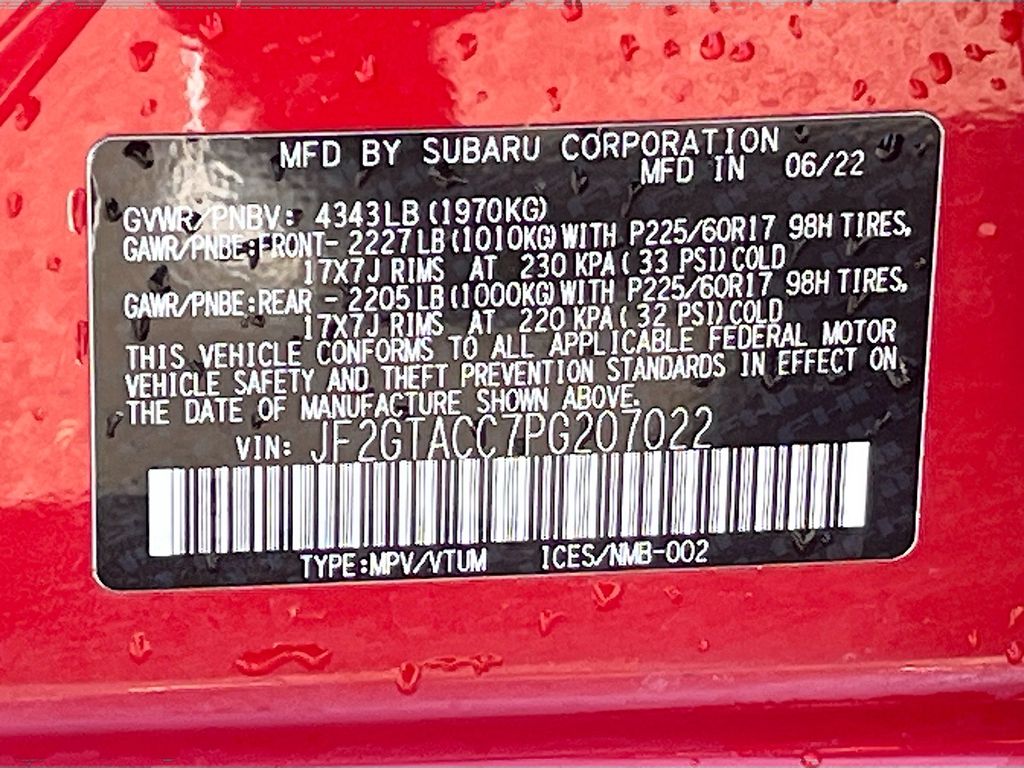 MFD BY SUBARU CORPORATION
MFD IN 06/22
GVWR/PNBV: 4343LB (1970KG)
GAWR/PNBE:FRONT- 2227LB (1010KG) WITH P225/60R17 98H TIRES,
17X7J RIMS AT 230 KPA ( 33 PSI) COLD
GAWR/PNBE:REAR - 2205LB (1000KG) WITH P225/60R17 98H TIRES,
17X7J RIMS AT 220 KPA ( 32 PSI) COLD
THIS VEHICLE CONFORMS TO ALL APPLICABLE FEDERAL MOTOR
VEHICLE SAFETY AND THEFT PREVENTION STANDARDS IN EFFECT ON
THE DATE OF MANUFACTURE SHOWN ABOVE.
VIN: JF2GTACC7PG207022
TYPE:MPV/VTUM ICES/NMB-002